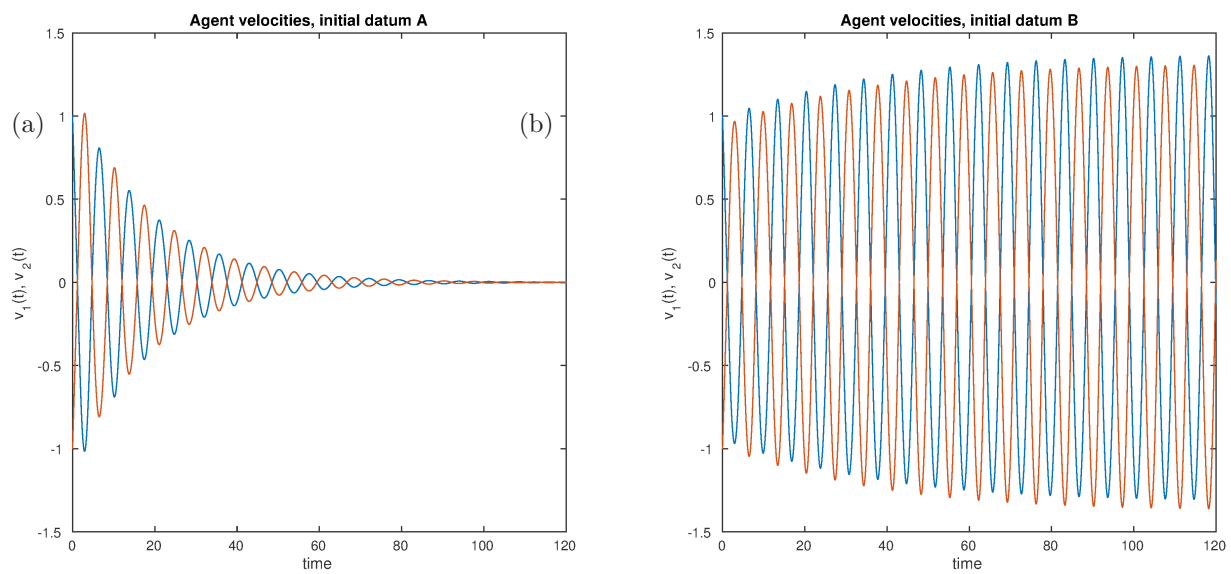 Agent velocities, initial datum A
(a)
1.5
1
0.5
0
-0.5
-1
-1.5
v1(t), v2(t)
0 20 40 60 80 100 120
time
Agent velocities, initial datum B
(b)
1.5
1
0.5
0
-0.5
-1
-1.5
v1(t), v2(t)
0 20 40 60 80 100 120
time